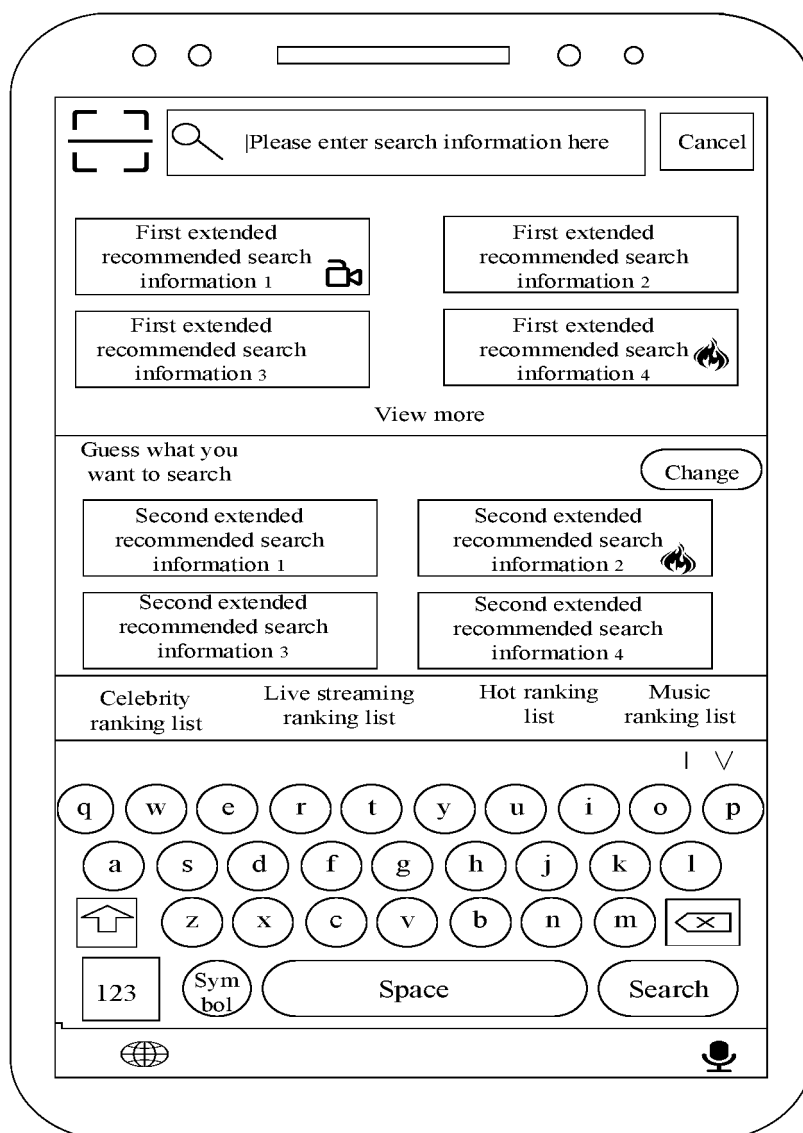 |Please enter search information here
Cancel
First extended
recommended search
information 1
First extended
recommended search
information 2
First extended
recommended search
information 3
First extended
recommended search
information 4
View more
Guess what you
want to search
Change
Second extended
recommended search
information 1
Second extended
recommended search
information 2
Second extended
recommended search
information 3
Second extended
recommended search
information 4
Celebrity
ranking list
Live streaming
ranking list
Hot ranking
list
Music
ranking list
q w e r t y u i o p
a s d f g h j k l
z x c v b n m
123
Sym
bol
Space
Search